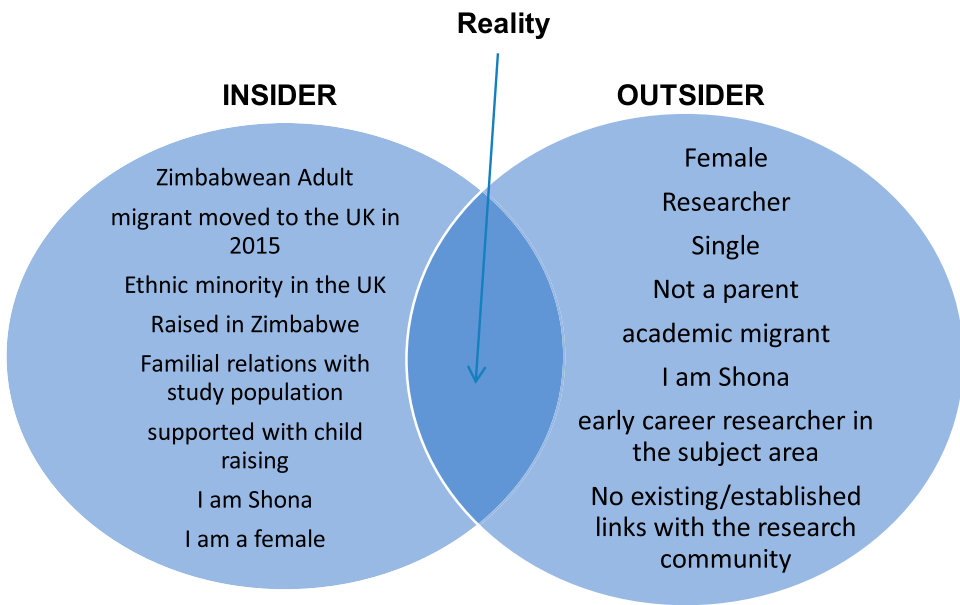 Reality
INSIDER
Zimbabwean Adult
migrant moved to the UK in
2015
Ethnic minority in the UK
Raised in Zimbabwe
Familial relations with
study population
supported with child
raising
I am Shona
I am a female
OUTSIDER
Female
Researcher
Single
Not a parent
academic migrant
I am Shona
early career researcher in
the subject area
No existing/established
links with the research
community